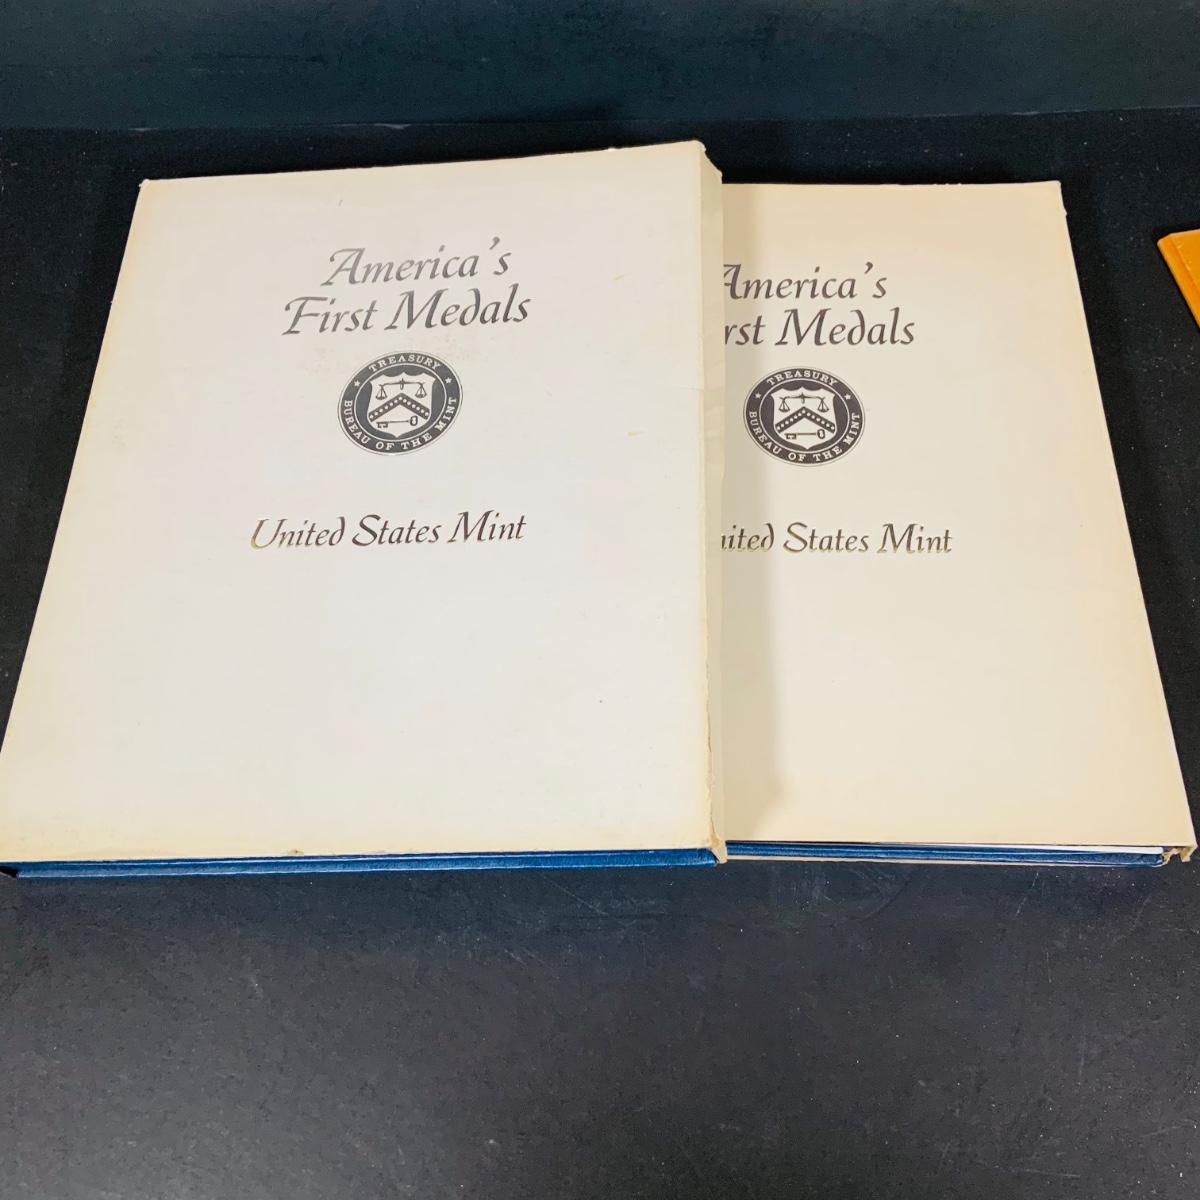 America's
First Medals
TREASURY
BUREAU OF THE MINT
United States Mint
America's
rst Medals
TREASURY
BUREAU OF THE MINT
ited States Mint